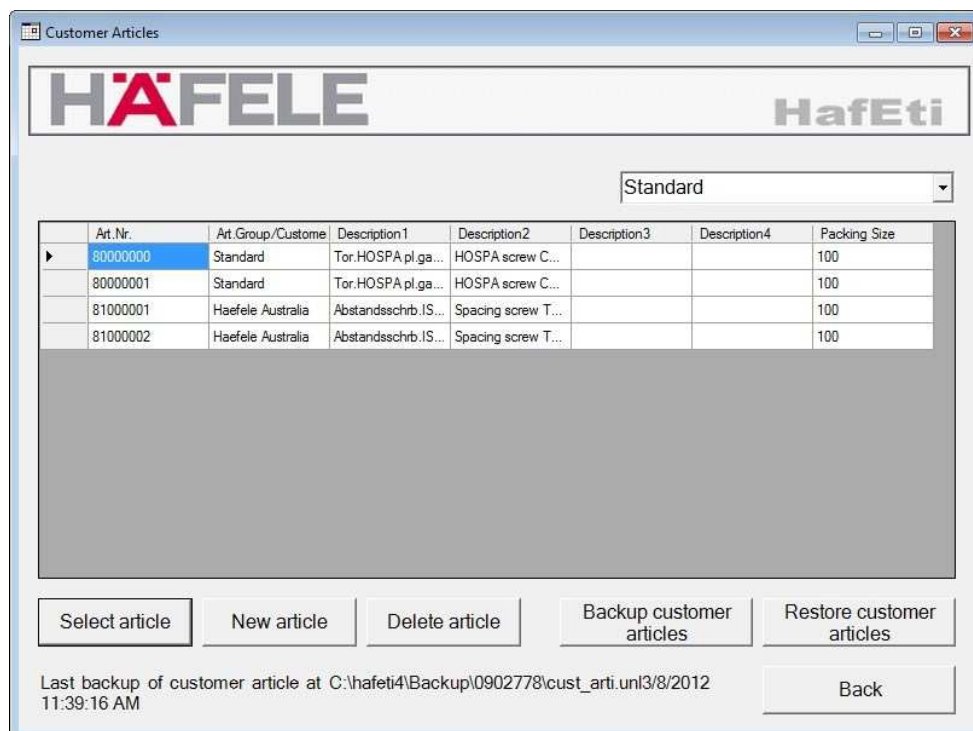 Customer Articles
HÄFELE
HafEti
Standard
Art.Nr. Art.Group/Custome Description1 Description2 Description3 Description4 Packing Size
80000000 Standard Tor.HOSPA pl.ga... HOSPA screw C... 100
80000001 Standard Tor.HOSPA pl.ga... HOSPA screw C... 100
81000001 Haefele Australia Abstandsschrb.IS... Spacing screw T... 100
81000002 Haefele Australia Abstandsschrb.IS... Spacing screw T... 100
Select article
New article
Delete article
Backup customer
articles
Restore customer
articles
Last backup of customer article at C:\hafeti4\Backup\0902778\cust_arti.unl3/8/2012
11:39:16 AM
Back